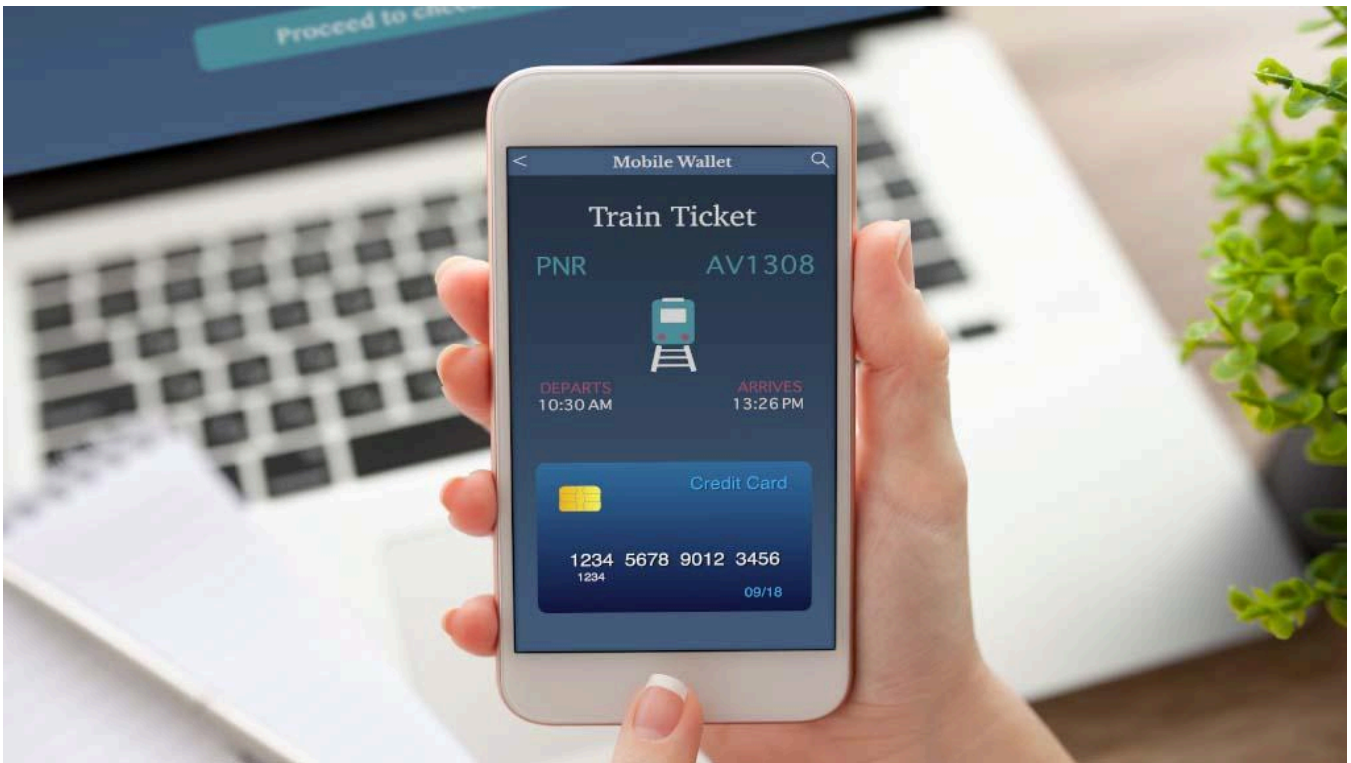 Proceed to
Mobile Wallet
Train Ticket
PNR AV1308
DEPARTS ARRIVES
10:30 AM 13:26 PM
Credit Card
1234 5678 9012 3456
1234
09/18